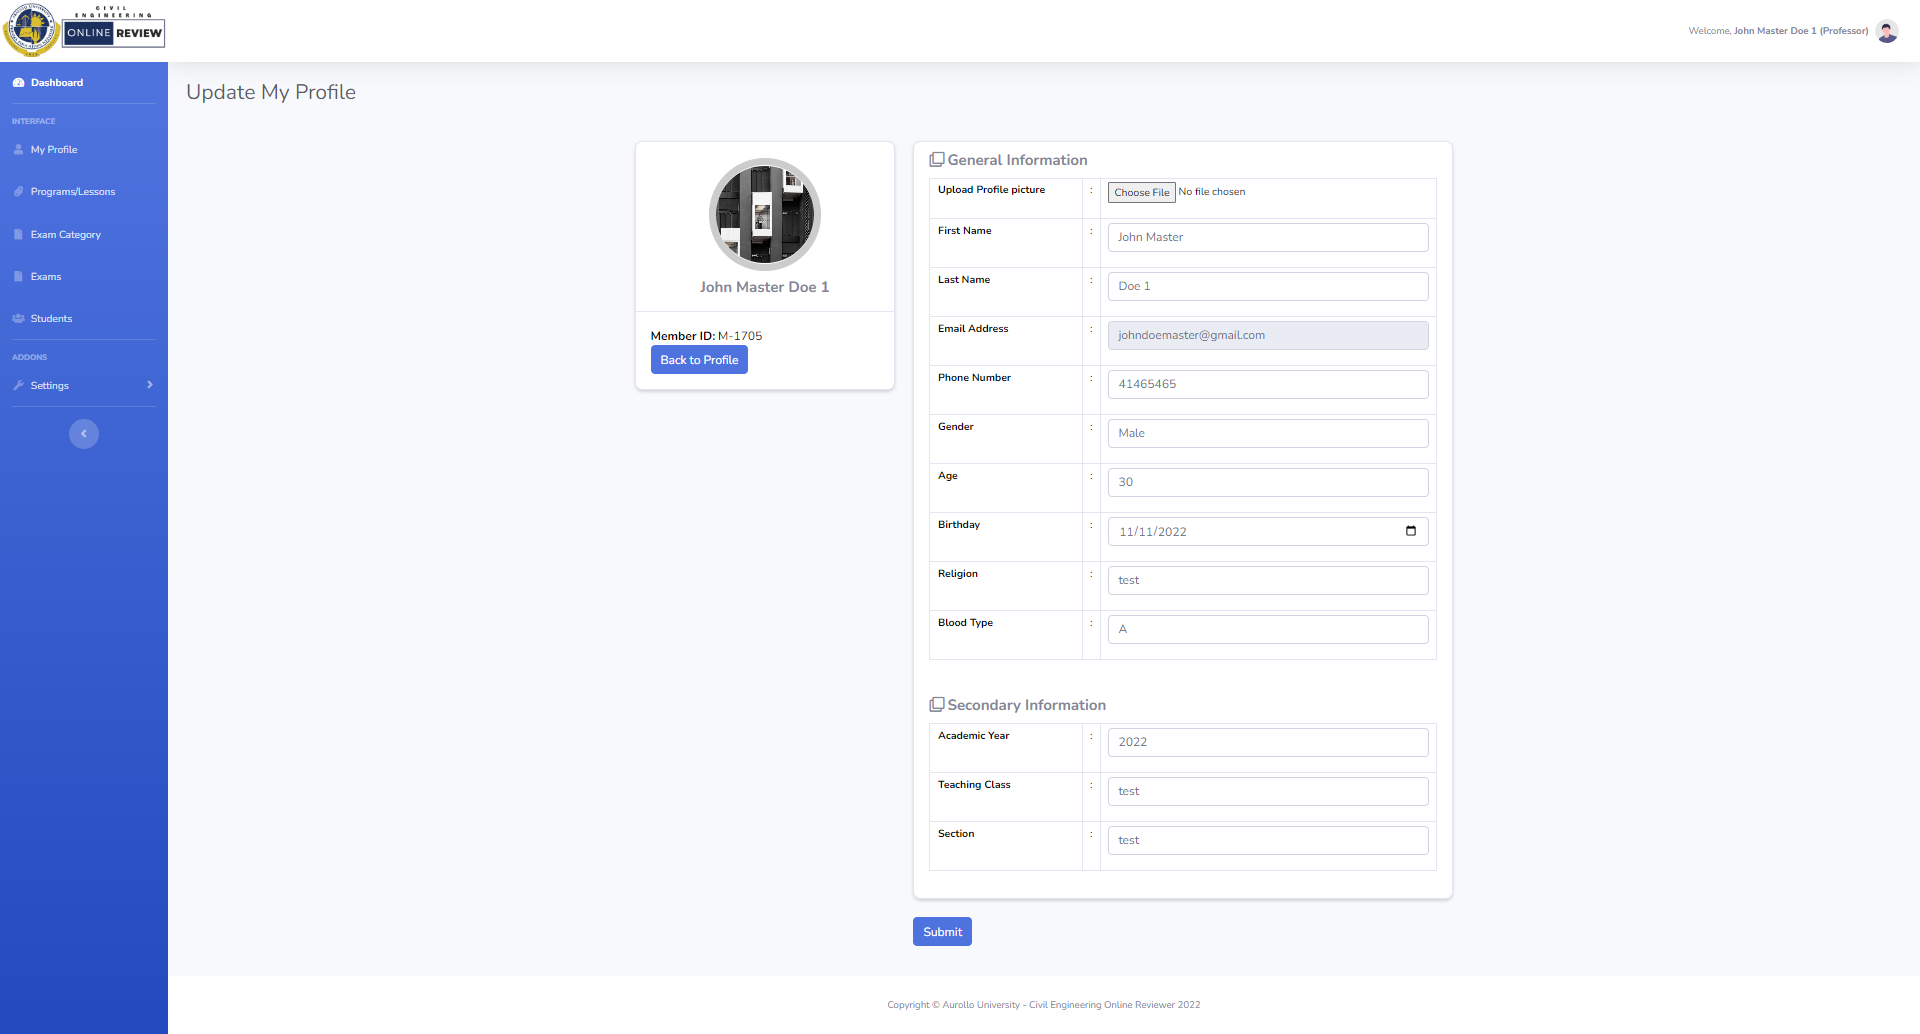 CIVIL
ENGINEERING
ONLINE REVIEW
Welcome, John Master Doe 1 (Professor)
Dashboard
INTERFACE
My Profile
Programs/Lessons
Exam Category
Exams
Students
ADDONS
Settings
Update My Profile
John Master Doe 1
Member ID: M-1705
Back to Profile
General Information
Upload Profile picture : Choose File No file chosen
First Name : John Master
Last Name : Doe 1
Email Address : johndoemaster@gmail.com
Phone Number : 41465465
Gender : Male
Age : 30
Birthday : 11/11/2022
Religion : test
Blood Type : A
Secondary Information
Academic Year : 2022
Teaching Class : test
Section : test
Submit
Copyright © Aurollo University - Civil Engineering Online Reviewer 2022